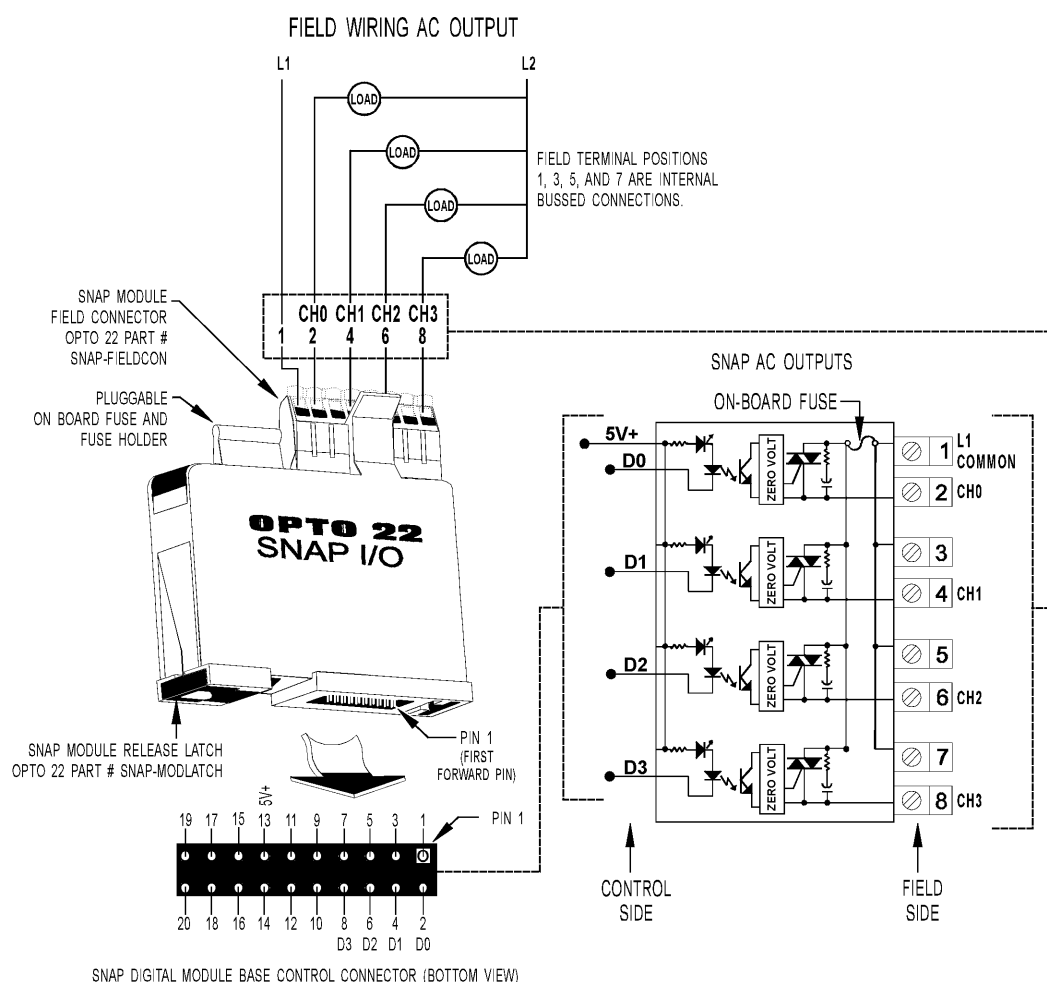 FIELD WIRING AC OUTPUT
L1
L2
LOAD
LOAD
LOAD
LOAD
FIELD TERMINAL POSITIONS
1, 3, 5, AND 7 ARE INTERNAL
BUSSED CONNECTIONS.
SNAP MODULE
FIELD CONNECTOR
OPTO 22 PART #
SNAP-FIELDCON
CH0 CH1 CH2 CH3
1 2 4 6 8
PLUGGABLE
ON BOARD FUSE AND
FUSE HOLDER
OPTO 22
SNAP I/O
SNAP MODULE RELEASE LATCH
OPTO 22 PART # SNAP-MODLATCH
PIN 1
(FIRST
FORWARD PIN)
SNAP AC OUTPUTS
ON-BOARD FUSE
5V+
D0
ZERO VOLT
1 L1
COMMON
2 CH0
D1
ZERO VOLT
3
4 CH1
D2
ZERO VOLT
5
6 CH2
D3
ZERO VOLT
7
8 CH3
CONTROL
SIDE
FIELD
SIDE
5V+
19 17 15 13 11 9 7 5 3 1
PIN 1
20 18 16 14 12 10 8 6 4 2
D3 D2 D1 D0
SNAP DIGITAL MODULE BASE CONTROL CONNECTOR (BOTTOM VIEW)